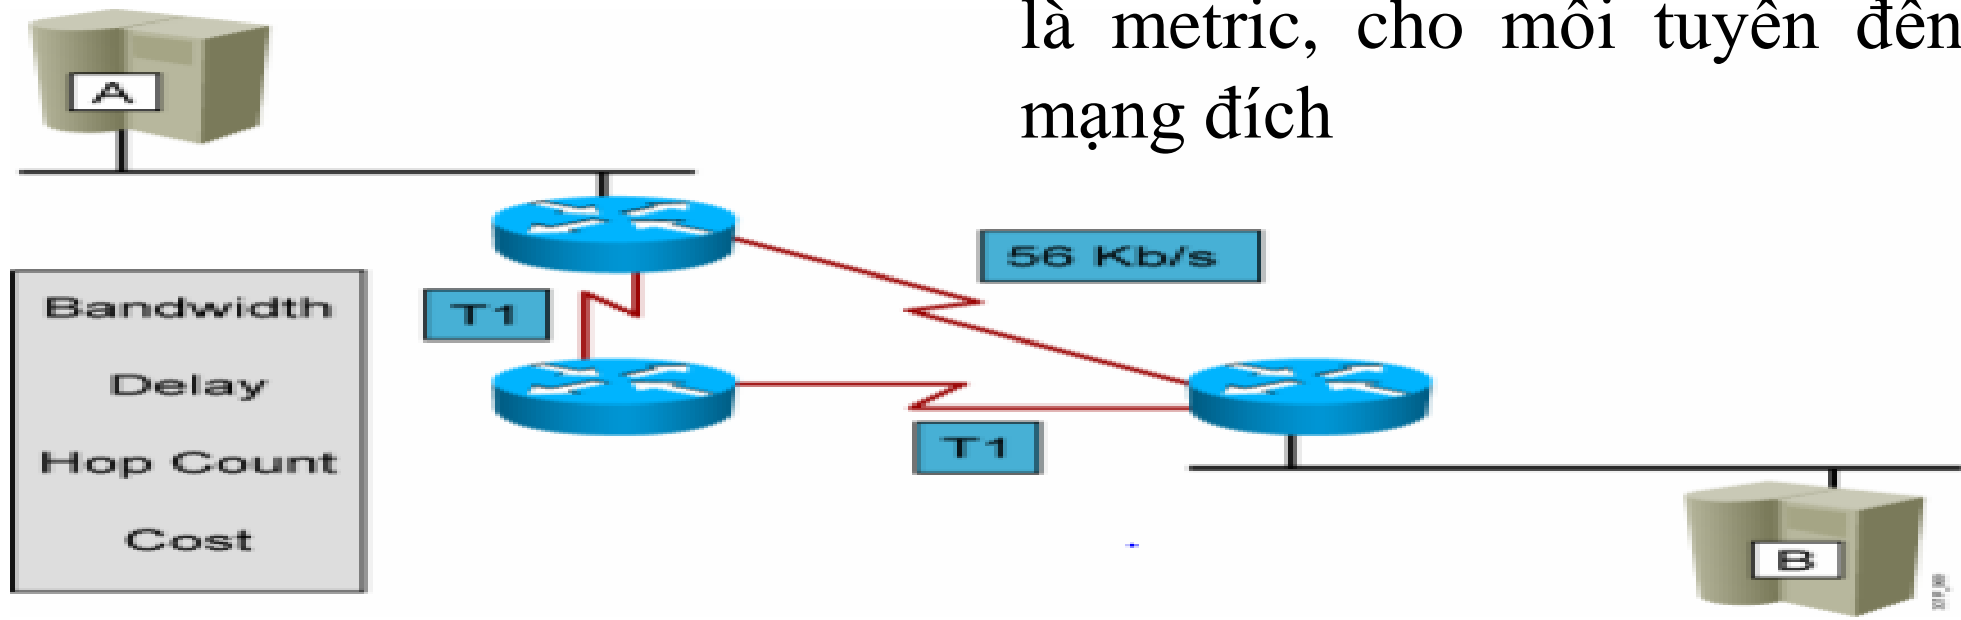 là metric, cho mỗi tuyến đến
mạng đích
A
56 Kb/s
Bandwidth
T1
Delay
T1
Hop Count
Cost
B